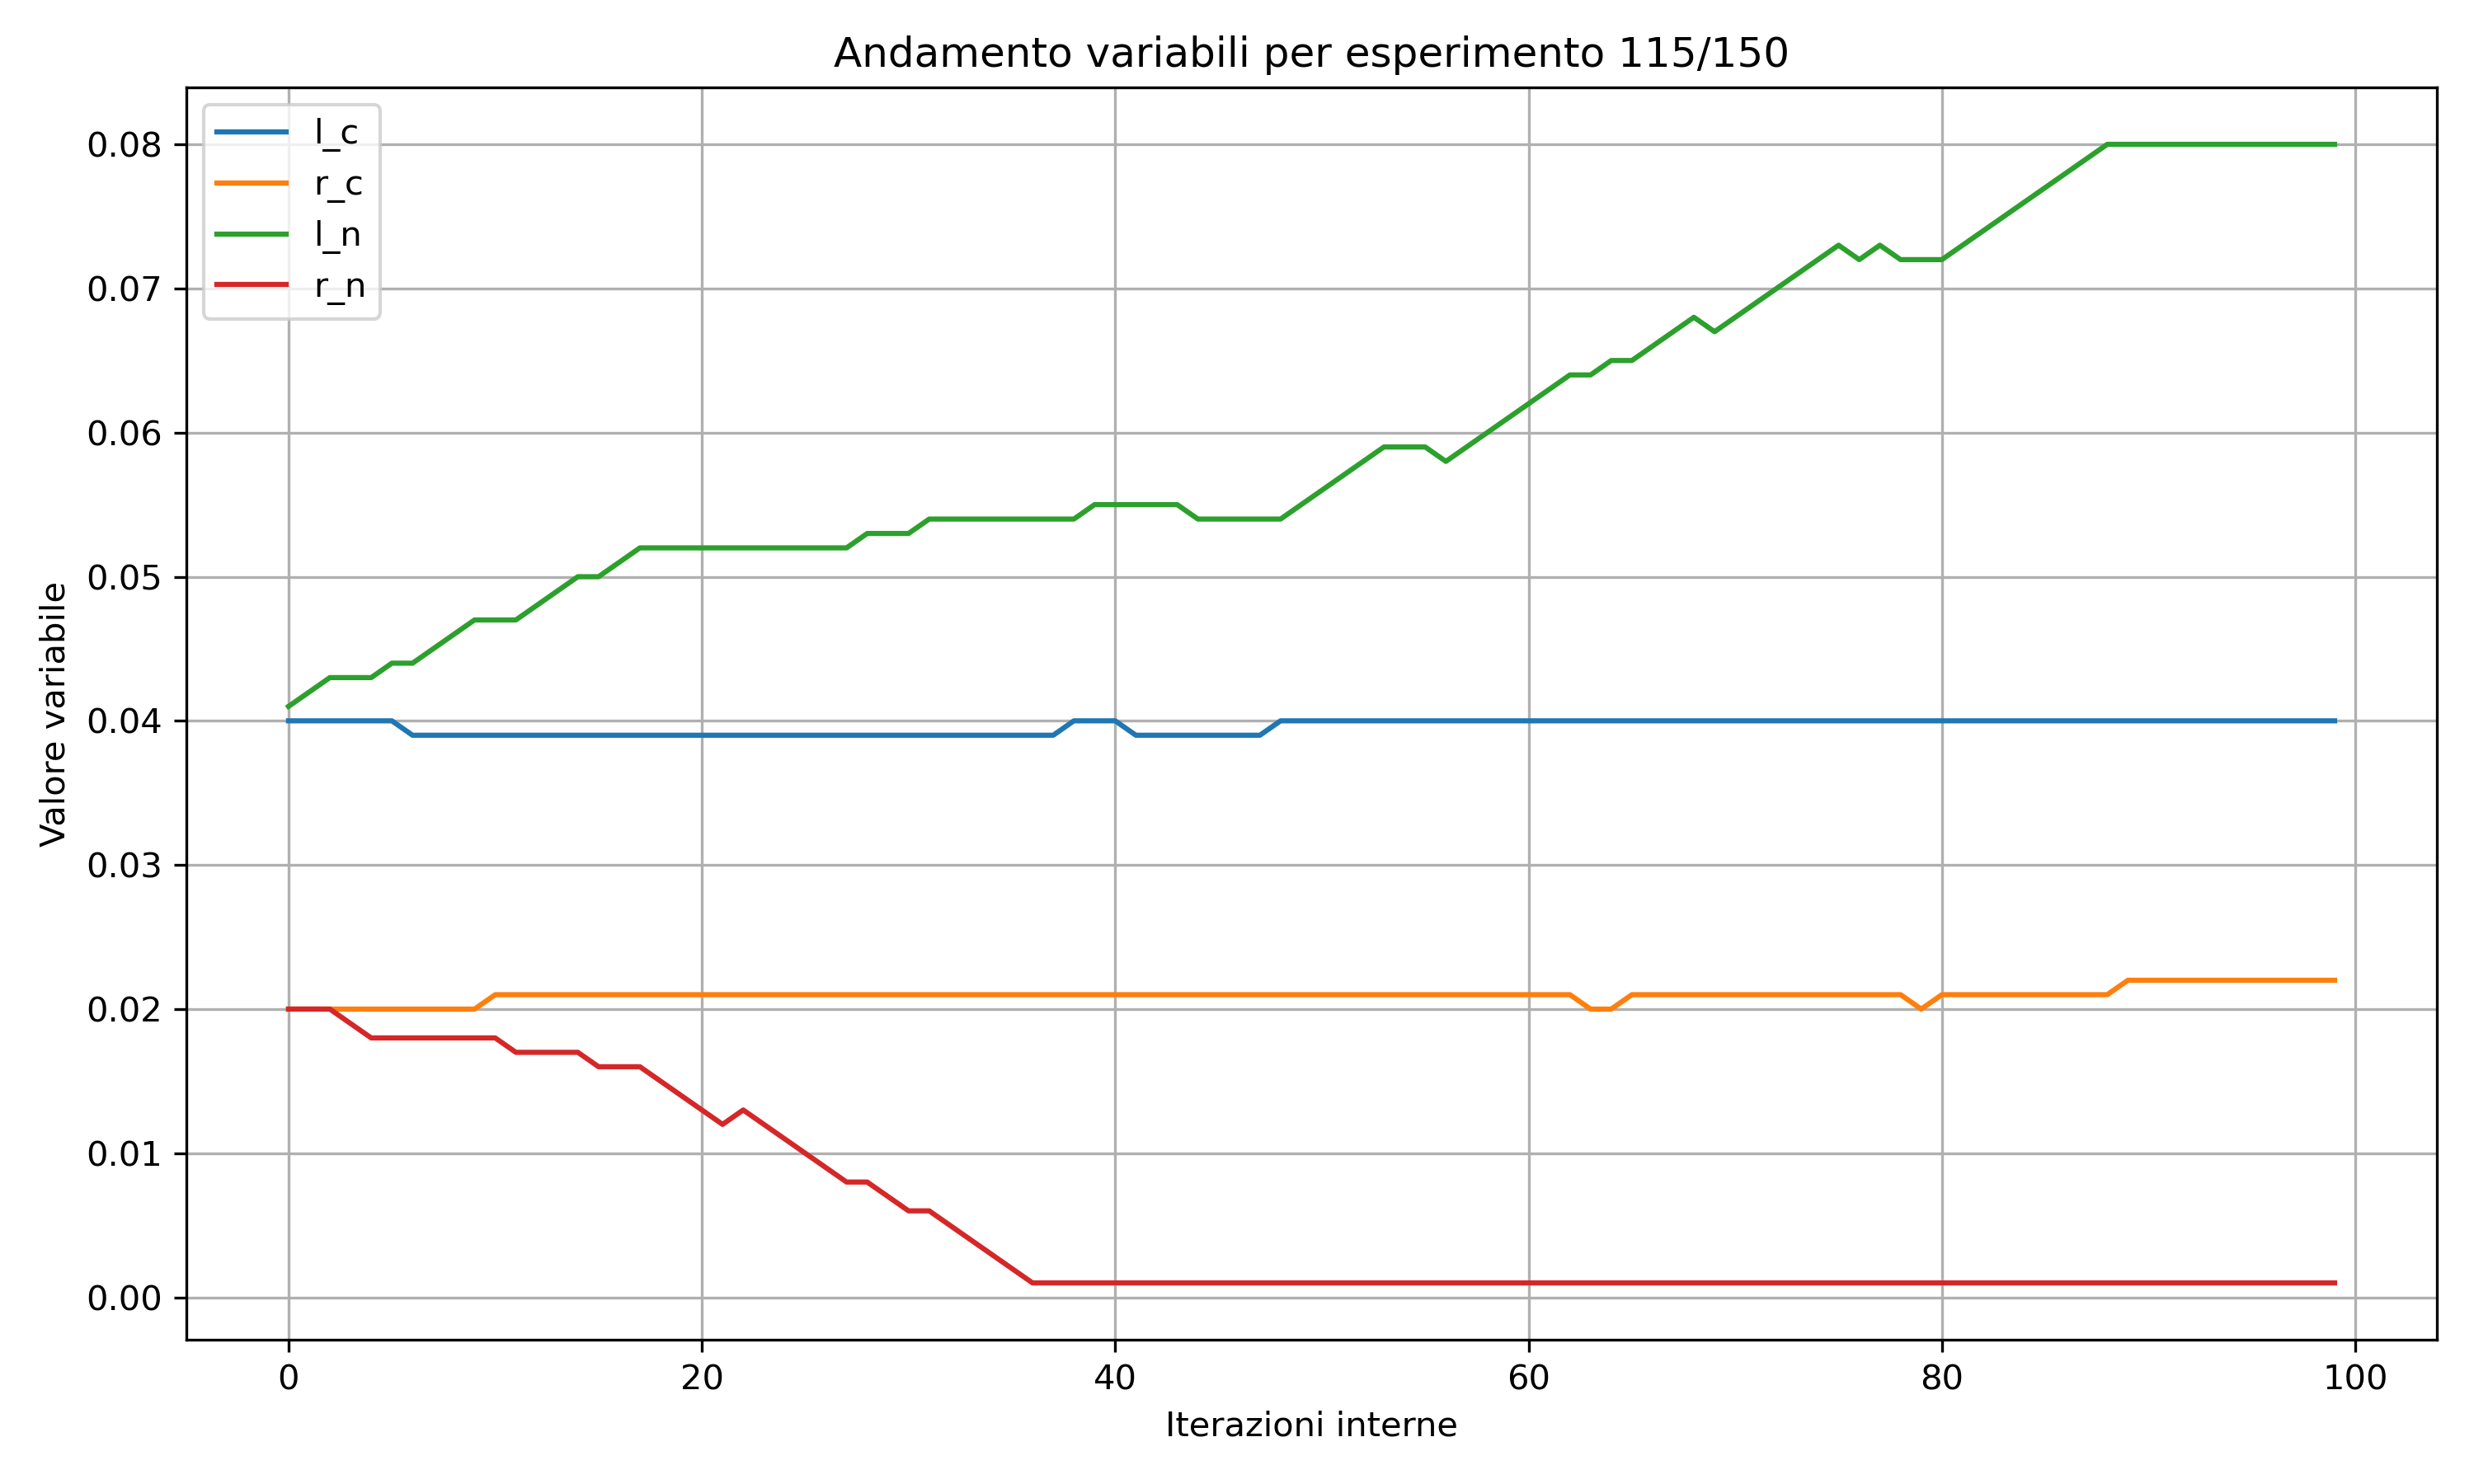 Andamento variabili per esperimento 115/150
l_c
r_c
l_n
r_n
0.08
0.07
0.06
0.05
0.04
0.03
0.02
0.01
0.00
Valore variabile
0 20 40 60 80 100
Iterazioni interne